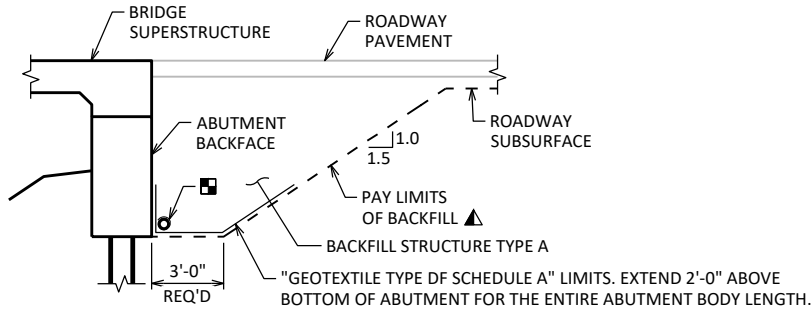 BRIDGE
SUPERSTRUCTURE
ROADWAY
PAVEMENT
ABUTMENT
BACKFACE
1.0
1.5
ROADWAY
SUBSURFACE
PAY LIMITS
OF BACKFILL
BACKFILL STRUCTURE TYPE A
3'-0"
REQ'D
"GEOTEXTILE TYPE DF SCHEDULE A" LIMITS. EXTEND 2'-0" ABOVE
BOTTOM OF ABUTMENT FOR THE ENTIRE ABUTMENT BODY LENGTH.